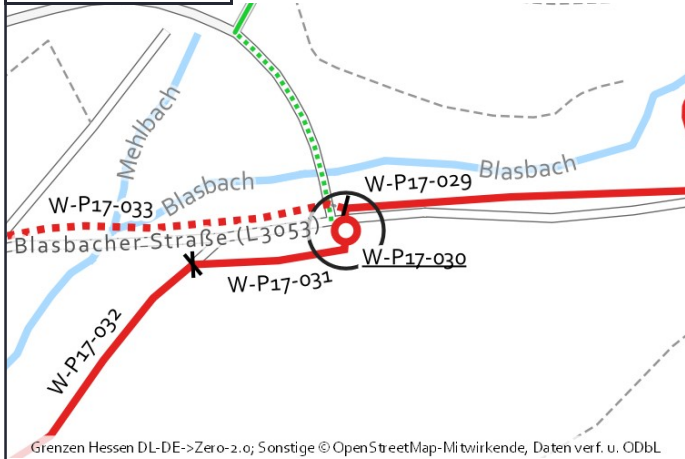 Mehlbach
Blasbach
W-P17-029
Blasbach
W-P17-033
Blasbacher-Straße (L3053)
W-P17-030
W-P17-031
W-P17-032
Grenzen Hessen DL-DE->Zero-2.0; Sonstige © OpenStreetMap-Mitwirkende, Daten verf. u. ODbL